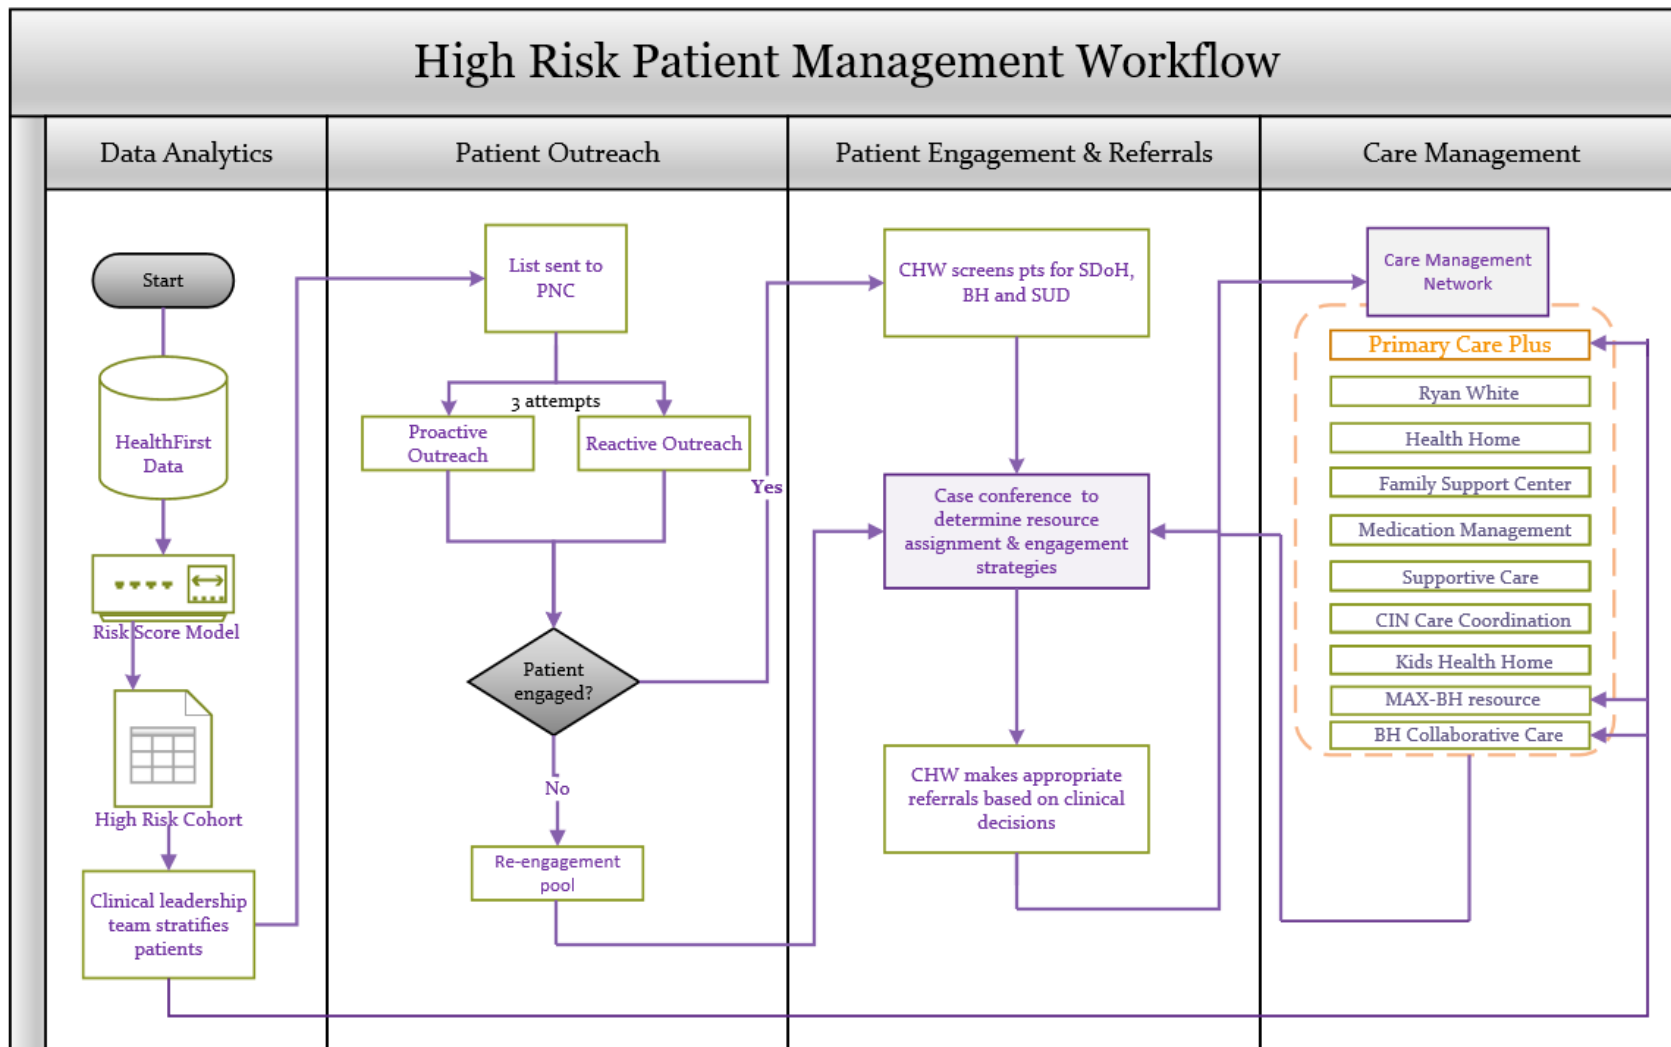 High Risk Patient Management Workflow
Data Analytics
Patient Outreach
Patient Engagement & Referrals
Care Management
Start
HealthFirst
Data
Risk Score Model
High Risk Cohort
Clinical leadership
team stratifies
patients
List sent to
PNC
3 attempts
Proactive
Outreach
Reactive Outreach
Patient
engaged?
Yes
No
Re-engagement
pool
CHW screens pts for SDoH,
BH and SUD
Case conference to
determine resource
assignment & engagement
strategies
CHW makes appropriate
referrals based on clinical
decisions
Care Management
Network
Primary Care Plus
Ryan White
Health Home
Family Support Center
Medication Management
Supportive Care
CIN Care Coordination
Kids Health Home
MAX-BH resource
BH Collaborative Care